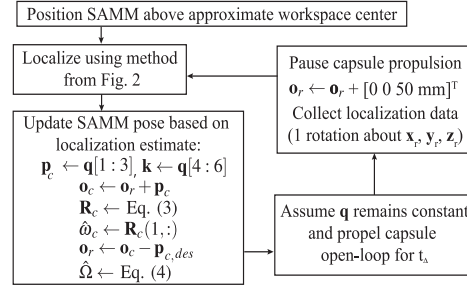 Position SAMM above approximate workspace center
Localize using method
from Fig. 2
Update SAMM pose based on
localization estimate:
p_c ← q[1 : 3], k ← q[4 : 6]
o_c ← o_r + p_c
R_c ← Eq. (3)
ω̂_c ← R_c(1,:)
o_r ← o_c − p_{c,des}
Ω̂ ← Eq. (4)
Assume q remains constant
and propel capsule
open-loop for t_Δ
Pause capsule propulsion
o_r ← o_r + [0 0 50 mm]^T
Collect localization data
(1 rotation about x_r, y_r, z_r)